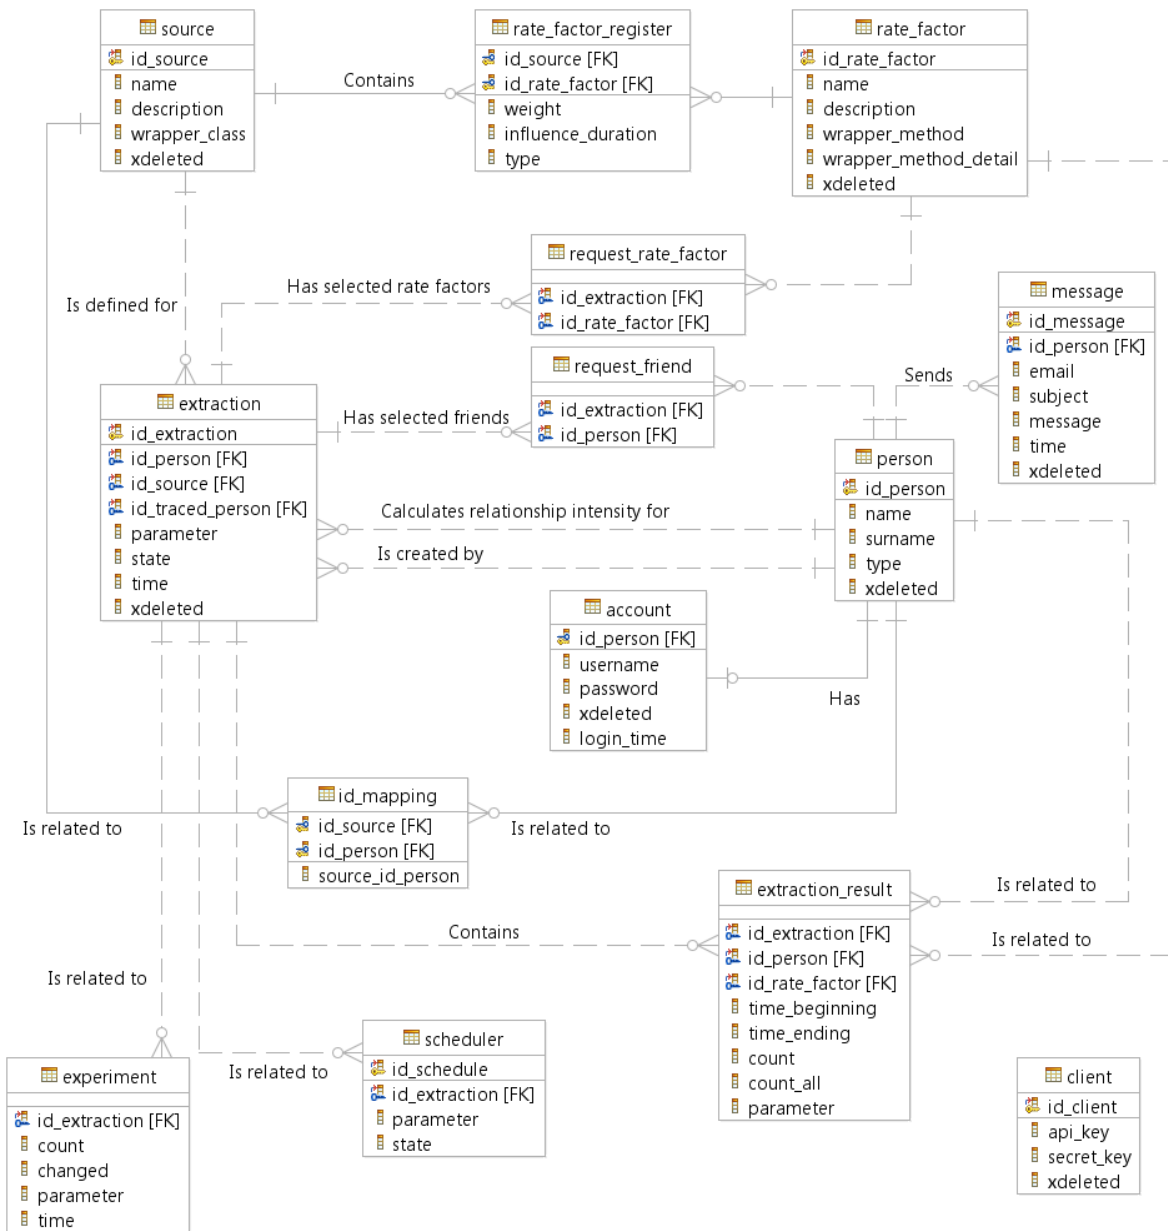 source
id_source
name
description
wrapper_class
xdeleted
Contains
rate_factor_register
id_source [FK]
id_rate_factor [FK]
weight
influence_duration
type
rate_factor
id_rate_factor
name
description
wrapper_method
wrapper_method_detail
xdeleted
Is defined for
Has selected rate factors
request_rate_factor
id_extraction [FK]
id_rate_factor [FK]
message
id_message
id_person [FK]
email
subject
message
time
xdeleted
Sends
request_friend
id_extraction [FK]
id_person [FK]
Has selected friends
extraction
id_extraction
id_person [FK]
id_source [FK]
id_traced_person [FK]
parameter
state
time
xdeleted
Calculates relationship intensity for
Is created by
person
id_person
name
surname
type
xdeleted
account
id_person [FK]
username
password
xdeleted
login_time
Has
id_mapping
id_source [FK]
id_person [FK]
source_id_person
Is related to
Is related to
extraction_result
id_extraction [FK]
id_person [FK]
id_rate_factor [FK]
time_beginning
time_ending
count
count_all
parameter
Is related to
Is related to
Contains
Is related to
Is related to
scheduler
id_schedule
id_extraction [FK]
parameter
state
experiment
id_extraction [FK]
count
changed
parameter
time
client
id_client
api_key
secret_key
xdeleted